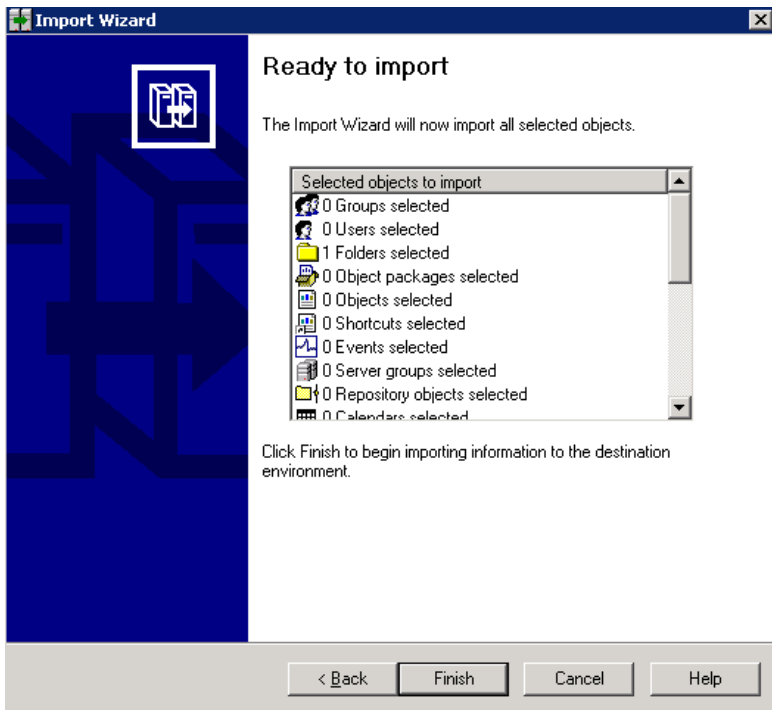 Import Wizard
Ready to import
The Import Wizard will now import all selected objects.
Selected objects to import
0 Groups selected
0 Users selected
1 Folders selected
0 Object packages selected
0 Objects selected
0 Shortcuts selected
0 Events selected
0 Server groups selected
0 Repository objects selected
0 Calendars selected
Click Finish to begin importing information to the destination
environment.
< Back Finish Cancel Help